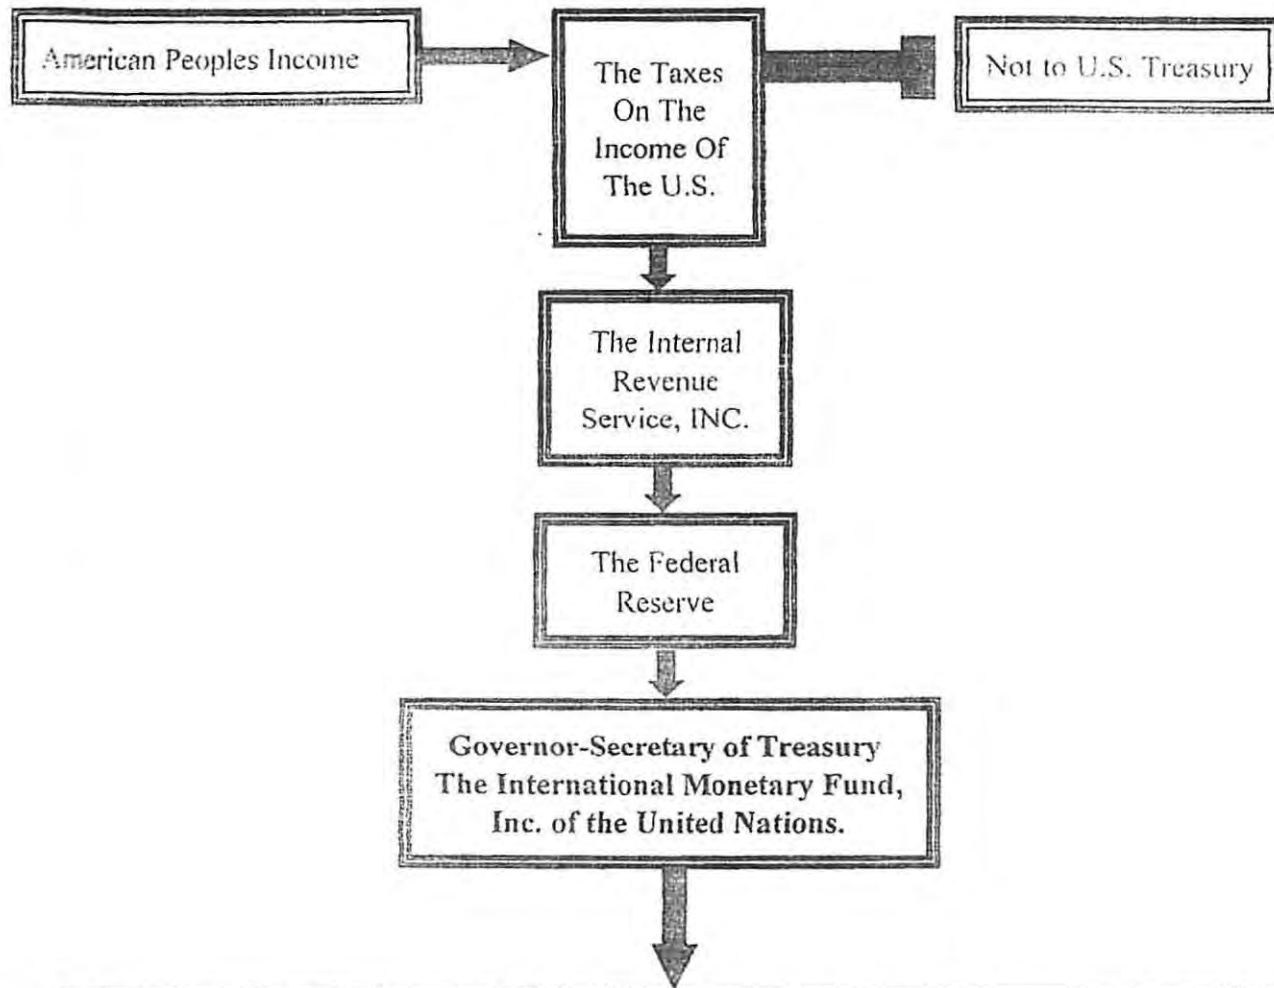 American Peoples Income
The Taxes
On The
Income Of
The U.S.
Not to U.S. Treasury
The Internal
Revenue
Service, INC.
The Federal
Reserve
Governor-Secretary of Treasury
The International Monetary Fund,
Inc. of the United Nations.